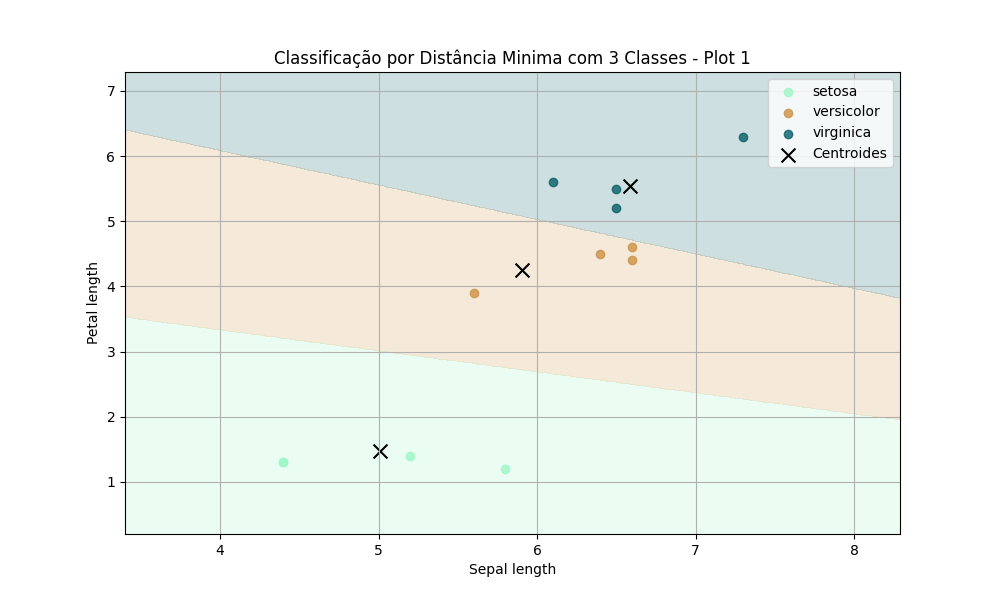 Classificação por Distância Minima com 3 Classes - Plot 1
7
6
5
4
3
2
1
Petal length
setosa
versicolor
virginica
Centroides
4
5
6
7
8
Sepal length